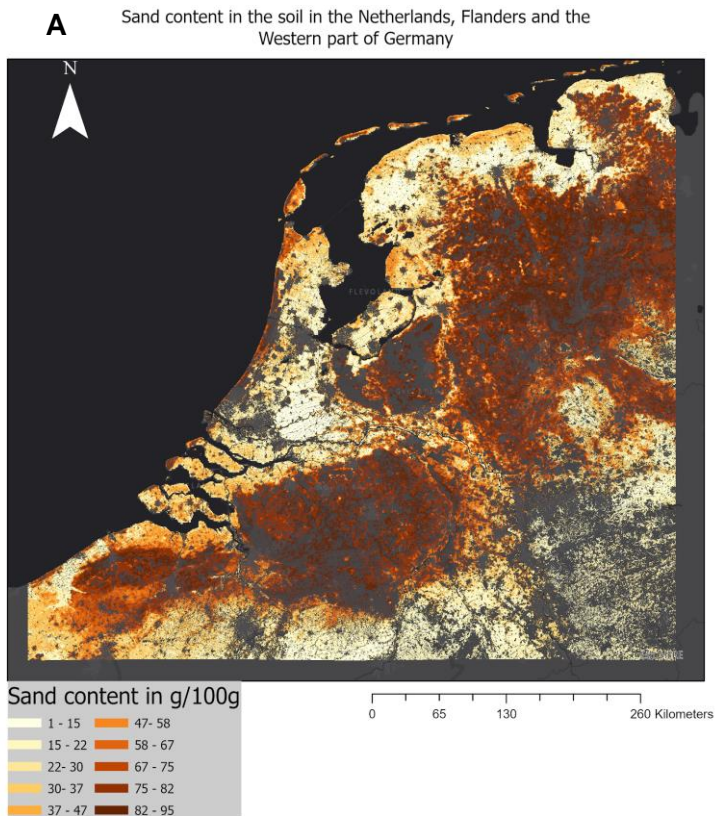 A
Sand content in the soil in the Netherlands, Flanders and the
Western part of Germany
N
Sand content in g/100g
1 - 15
15 - 22
22- 30
30- 37
37 - 47
47- 58
58 - 67
67 - 75
75 - 82
82 - 95
0 65 130 260 Kilometers